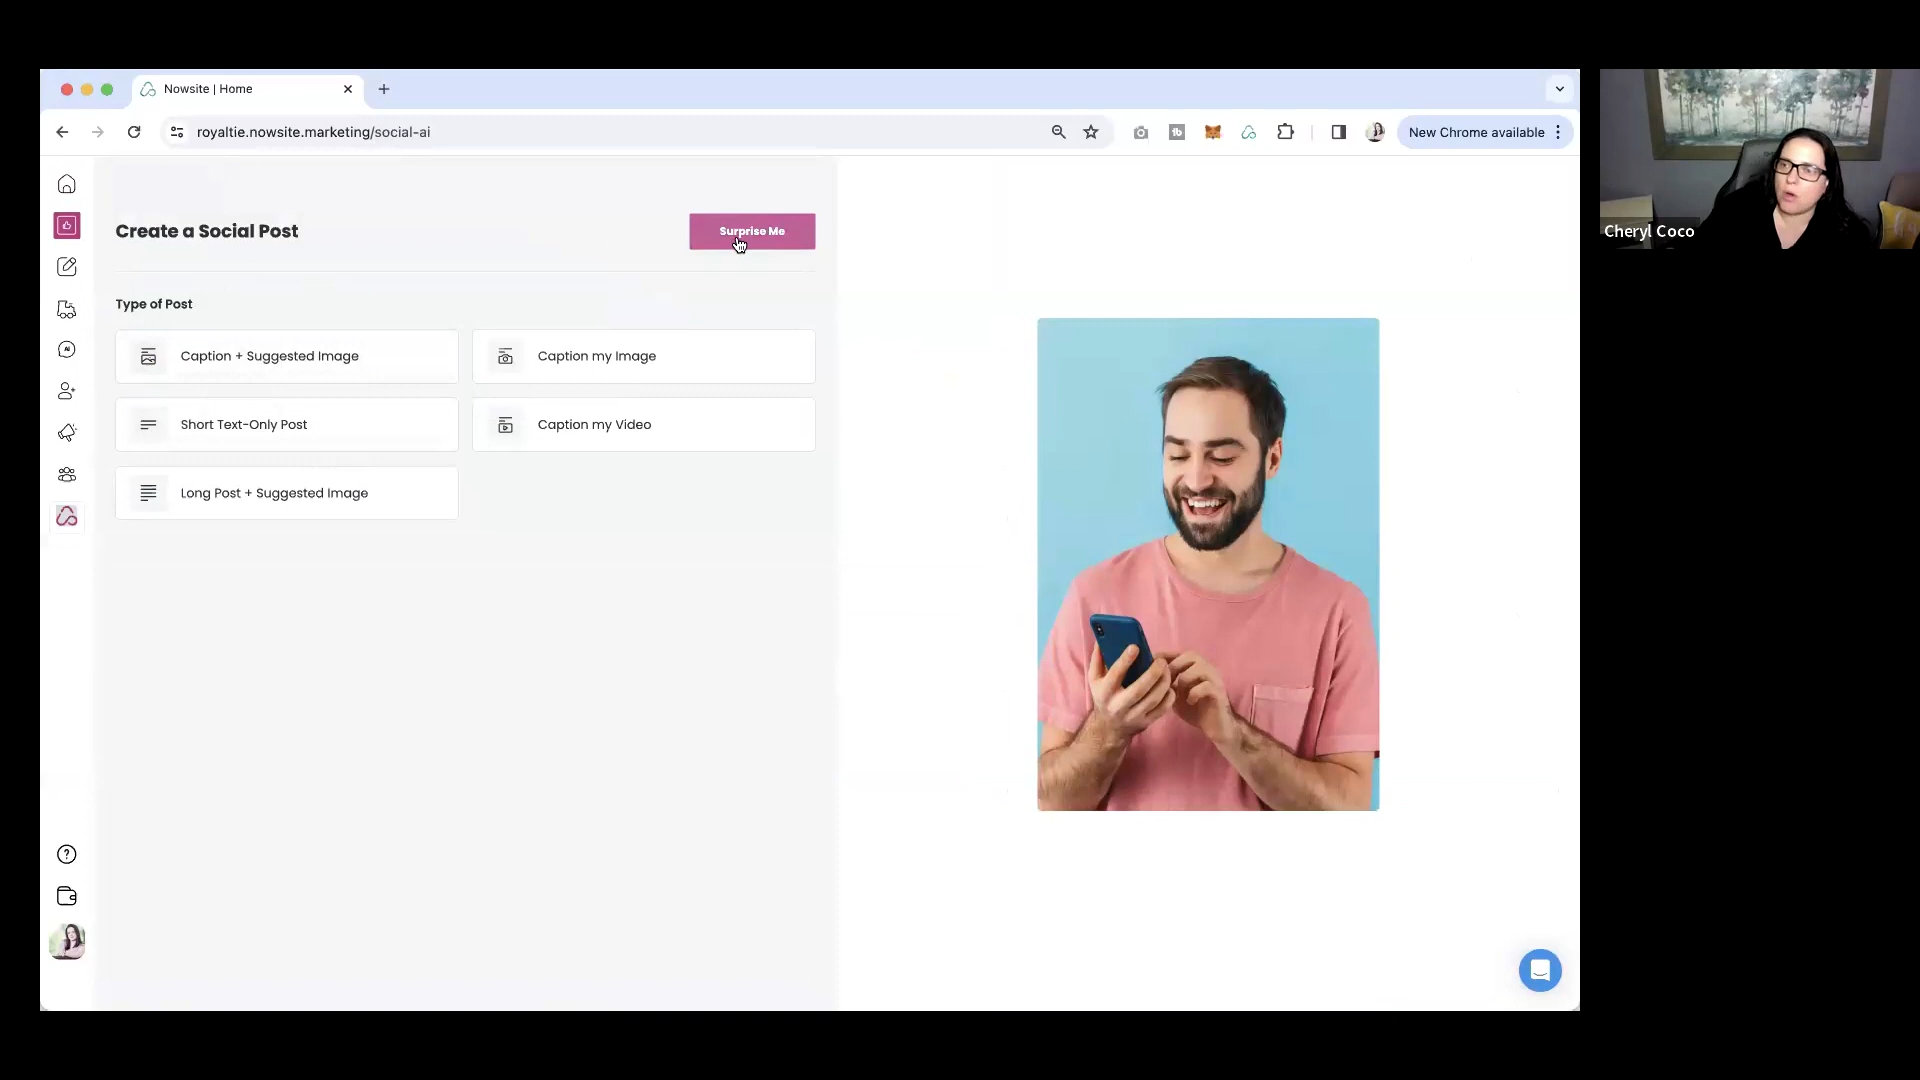 Nowsite | Home
royaltie.nowsite.marketing/social-ai
New Chrome available
Create a Social Post
Surprise Me
Type of Post
Caption + Suggested Image
Caption my Image
Short Text-Only Post
Caption my Video
Long Post + Suggested Image
Cheryl Coco